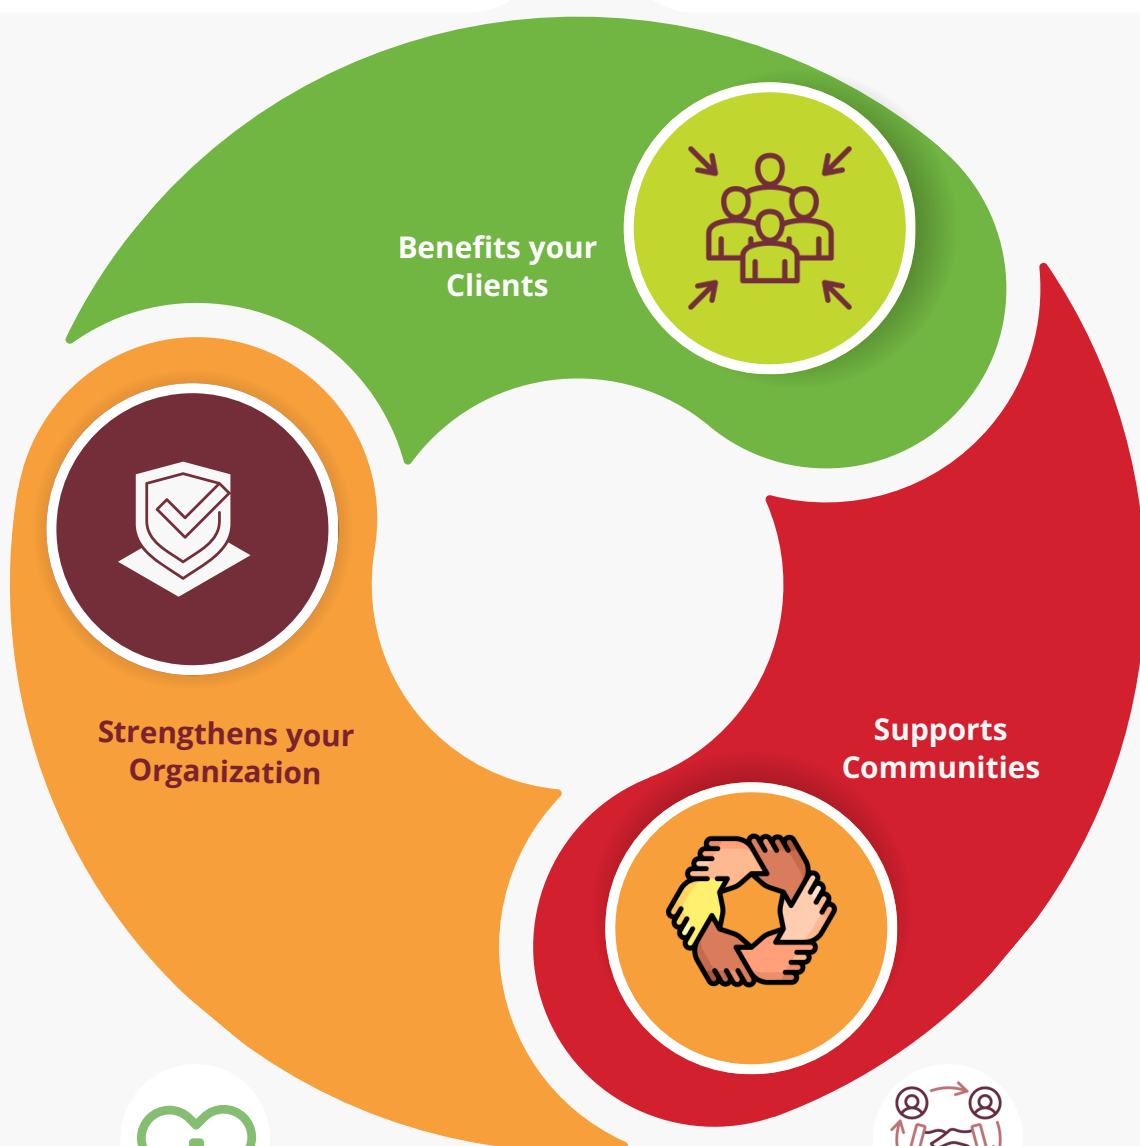 Benefits your
Clients
Strengthens your
Organization
Supports
Communities